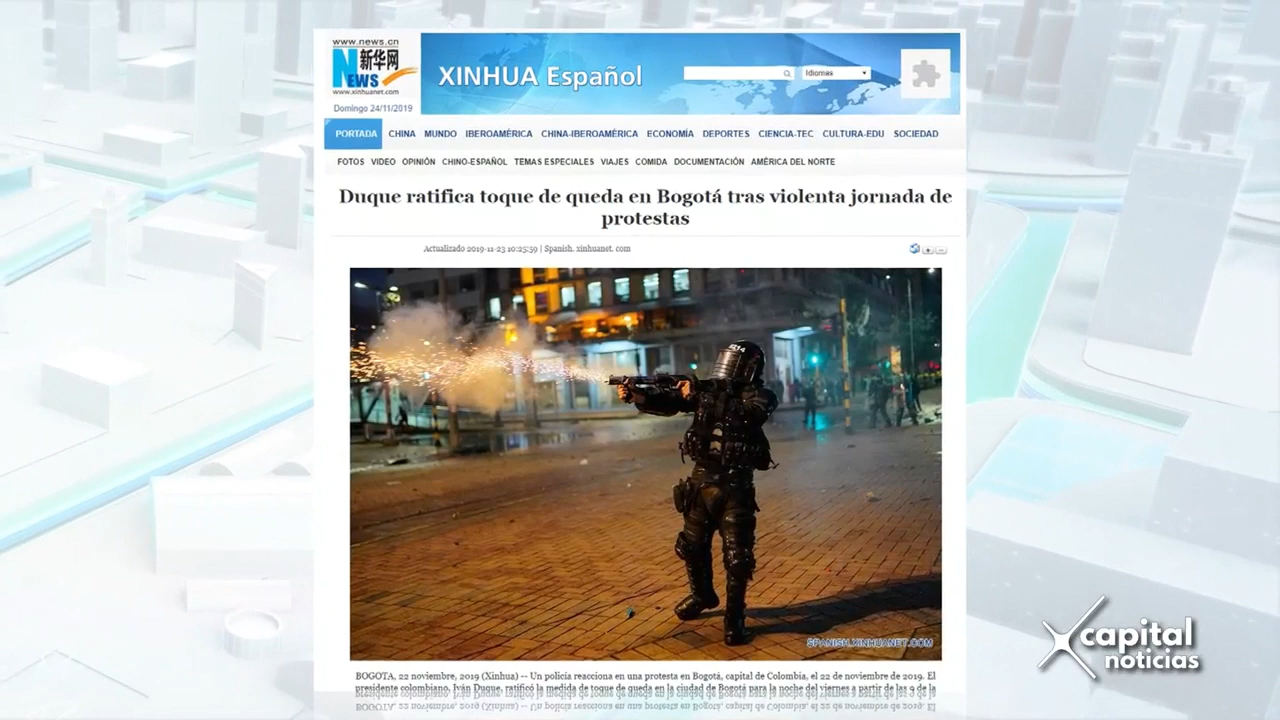 www.news.cn
新华网
NEWS
www.xinhuanet.com
XINHUA Español
Idiomas
Domingo 24/11/2019
PORTADA CHINA MUNDO IBEROAMÉRICA CHINA-IBEROAMÉRICA ECONOMÍA DEPORTES CIENCIA-TEC CULTURA-EDU SOCIEDAD
FOTOS VIDEO OPINIÓN CHINO-ESPAÑOL TEMAS ESPECIALES VIAJES COMIDA DOCUMENTACIÓN AMÉRICA DEL NORTE
Duque ratifica toque de queda en Bogotá tras violenta jornada de
protestas
Actualizado 2019-11-23 10:25:59 | Spanish. xinhuanet. com
SPANISH.XINHUANET.COM
BOGOTA, 22 noviembre, 2019 (Xinhua) -- Un policía reacciona en una protesta en Bogotá, capital de Colombia, el 22 de noviembre de 2019. El
presidente colombiano, Iván Duque, ratificó la medida de toque de queda en la ciudad de Bogotá para la noche del viernes a partir de las 9 de la
capital
noticias